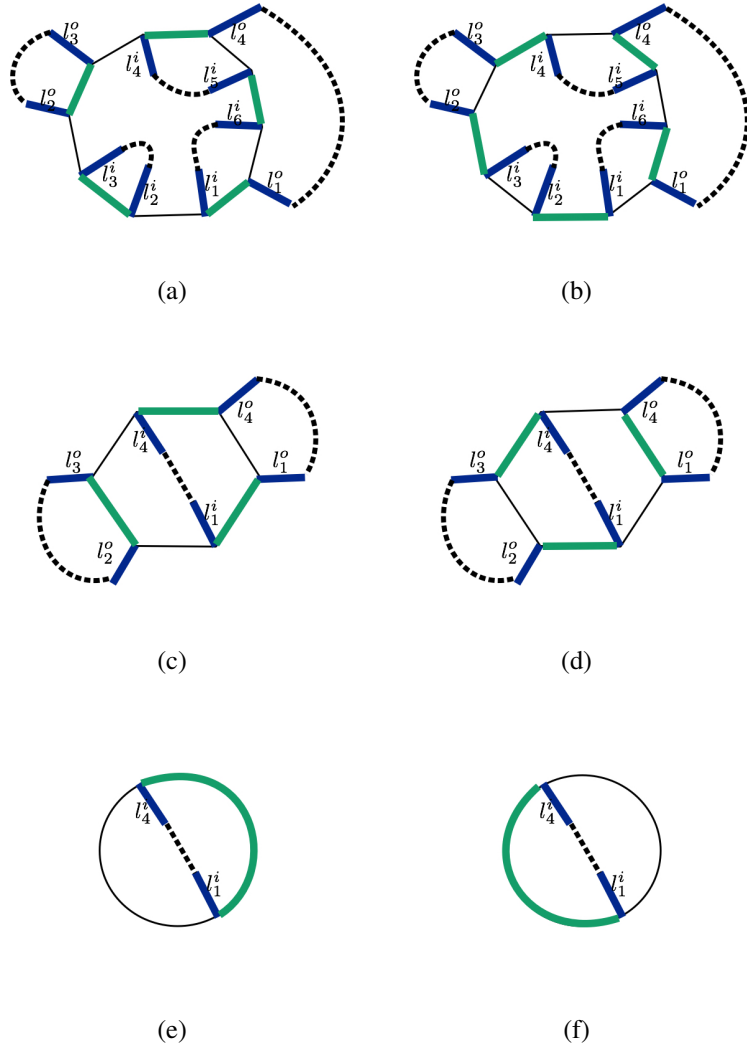 l_3^o l_4^o l_3^o l_4^o
l_4^i l_5^i l_4^i l_5^i
l_2^o l_6^i l_2^o l_6^i
l_3^i l_2^i l_1^i l_1^o l_3^i l_2^i l_1^i l_1^o
(a) (b)
l_4^o l_4^o
l_4^i l_4^i
l_3^o l_1^o l_3^o l_1^o
l_1^i l_1^i
l_2^o l_2^o
(c) (d)
l_4^i l_4^i
l_1^i l_1^i
(e) (f)